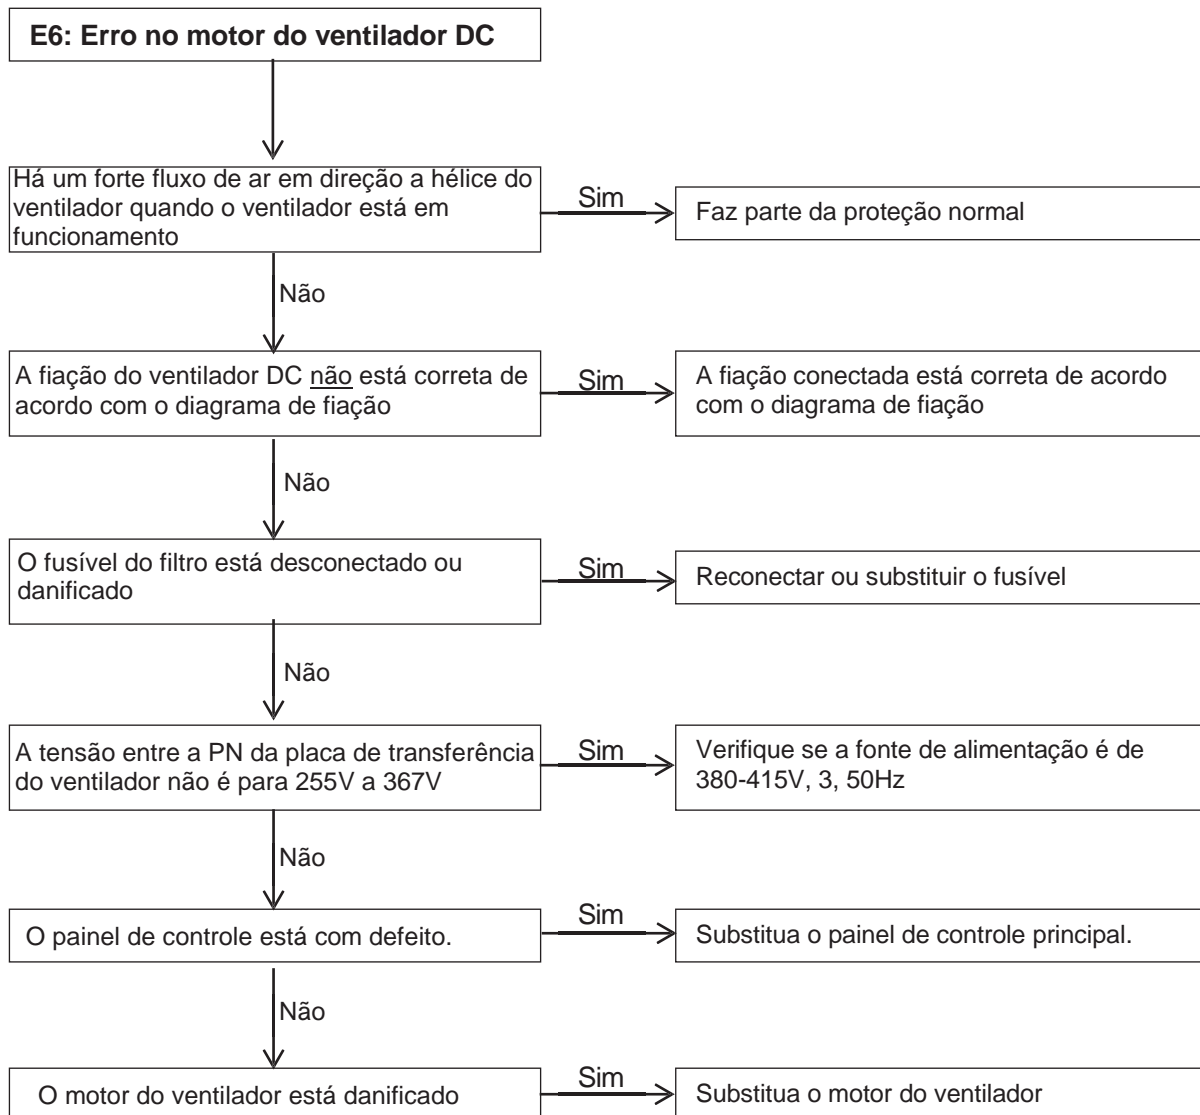 E6: Erro no motor do ventilador DC
Há um forte fluxo de ar em direção a hélice do
ventilador quando o ventilador está em
funcionamento
Sim
Faz parte da proteção normal
Não
A fiação do ventilador DC não está correta de
acordo com o diagrama de fiação
Sim
A fiação conectada está correta de acordo
com o diagrama de fiação
Não
O fusível do filtro está desconectado ou
danificado
Sim
Reconectar ou substituir o fusível
Não
A tensão entre a PN da placa de transferência
do ventilador não é para 255V a 367V
Sim
Verifique se a fonte de alimentação é de
380-415V, 3, 50Hz
Não
O painel de controle está com defeito.
Sim
Substitua o painel de controle principal.
Não
O motor do ventilador está danificado
Sim
Substitua o motor do ventilador